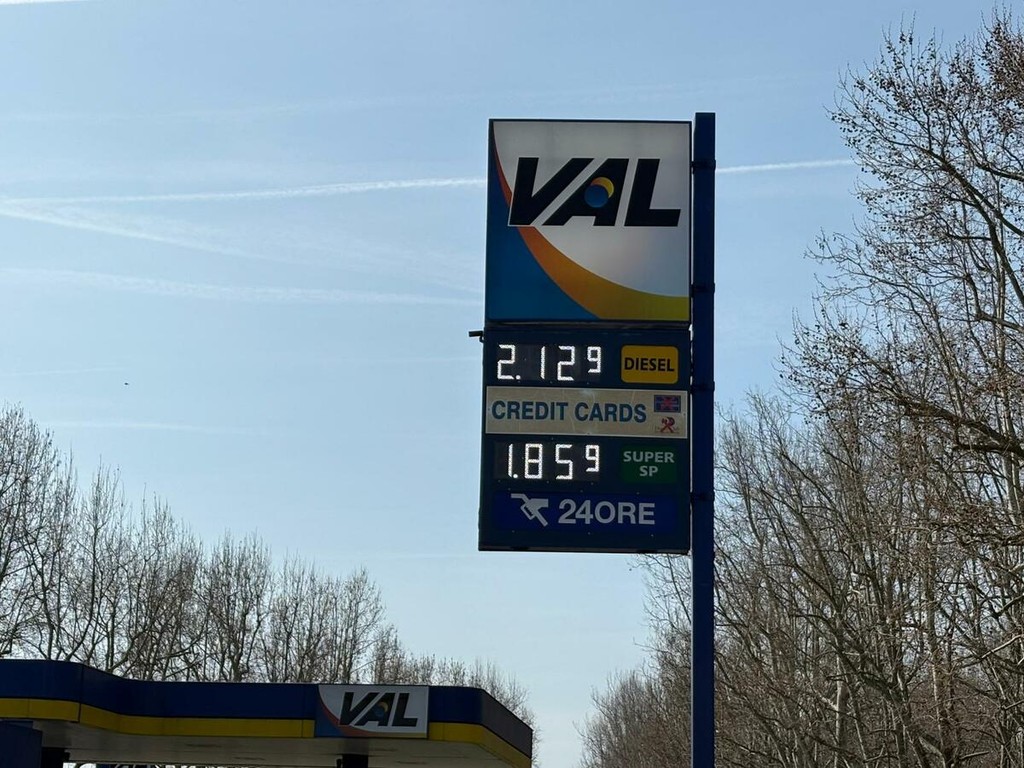 VAL
2.129 DIESEL
CREDIT CARDS
1.859 SUPER SP
24ORE
VAL